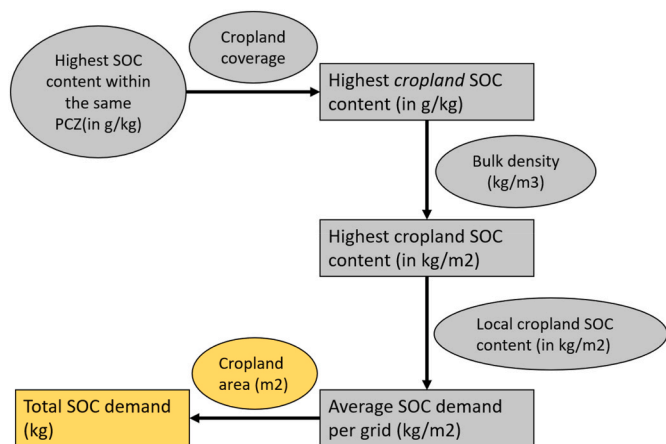 Highest SOC
content within
the same
PCZ(in g/kg)
Cropland
coverage
Highest cropland SOC
content (in g/kg)
Bulk density
(kg/m3)
Highest cropland SOC
content (in kg/m2)
Local cropland SOC
content (in kg/m2)
Cropland
area (m2)
Total SOC demand
(kg)
Average SOC demand
per grid (kg/m2)